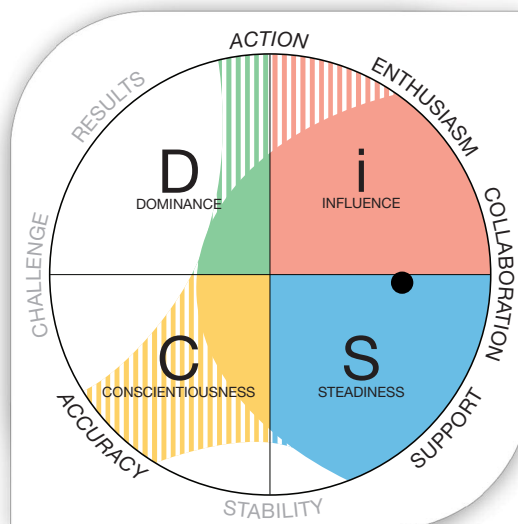 ACTION
ENTHUSIASM
RESULTS
D
DOMINANCE
i
INFLUENCE
COLLABORATION
CHALLENGE
C
CONSCIENTIOUSNESS
S
STEADINESS
ACCURACY
SUPPORT
STABILITY